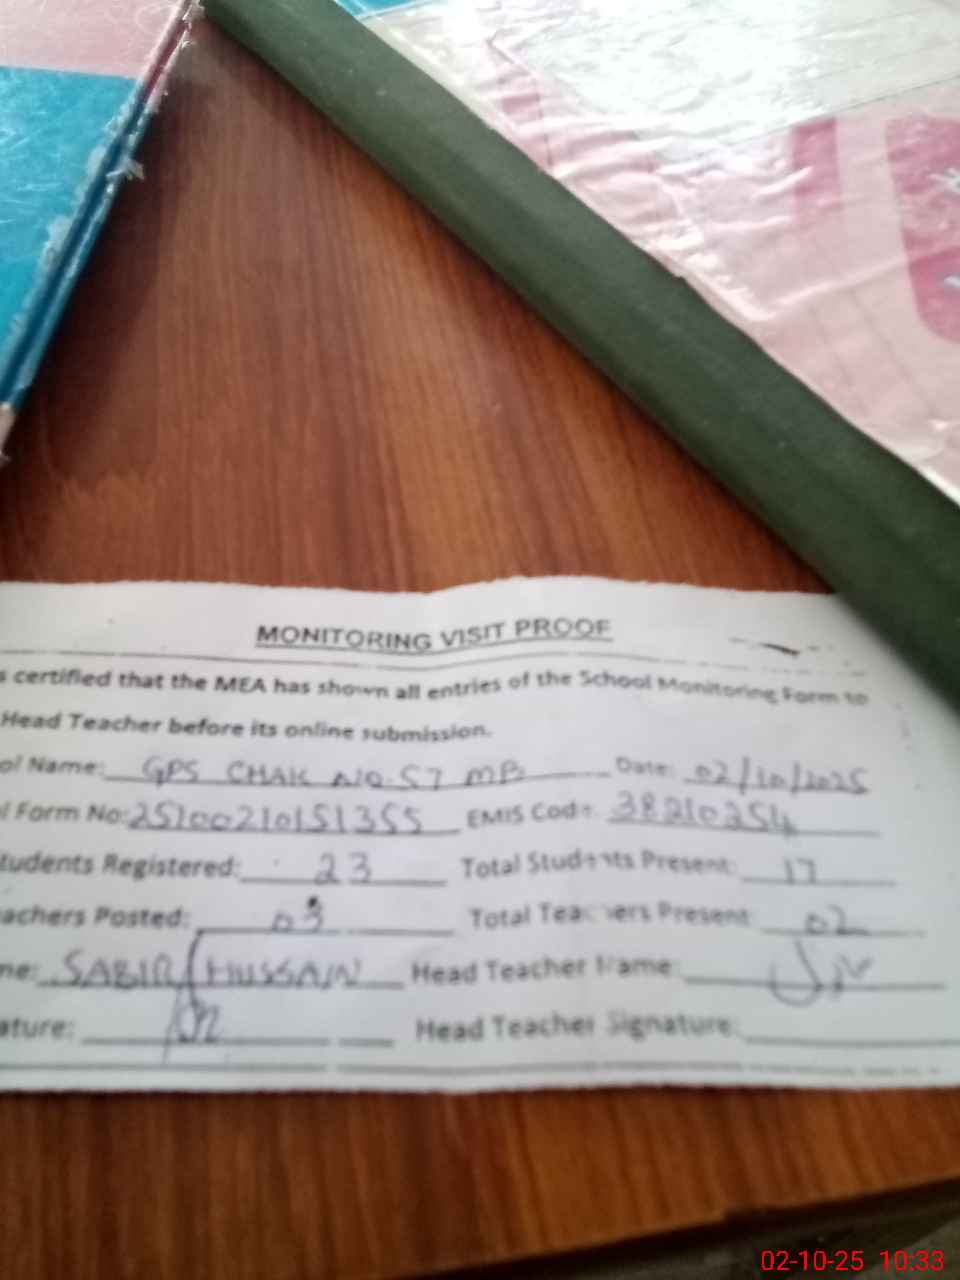 MONITORING VISIT PROOF
s certified that the MEA has shown all entries of the School Monitoring Form to
Head Teacher before its online submission.
ol Name: GPS CHAK NO.57 MB Date: 02/10/2025
l Form No: 25100210151355 EMIS Code: 38210254
tudents Registered: 23 Total Students Present: 17
achers Posted: 03 Total Teachers Present: 02
me: SABIR HUSSAIN Head Teacher Name:
ature: Head Teacher Signature:
02-10-25 10:33